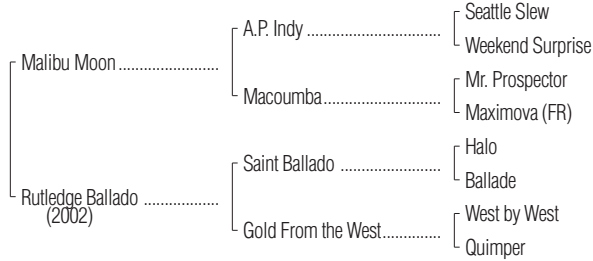 Seattle Slew
A.P. Indy ..............................
Weekend Surprise
Malibu Moon ......................
Mr. Prospector
Macoumba..........................
Maximova (FR)
Halo
Saint Ballado ......................
Ballade
Rutledge Ballado ................
(2002)
West by West
Gold From the West.............
Quimper